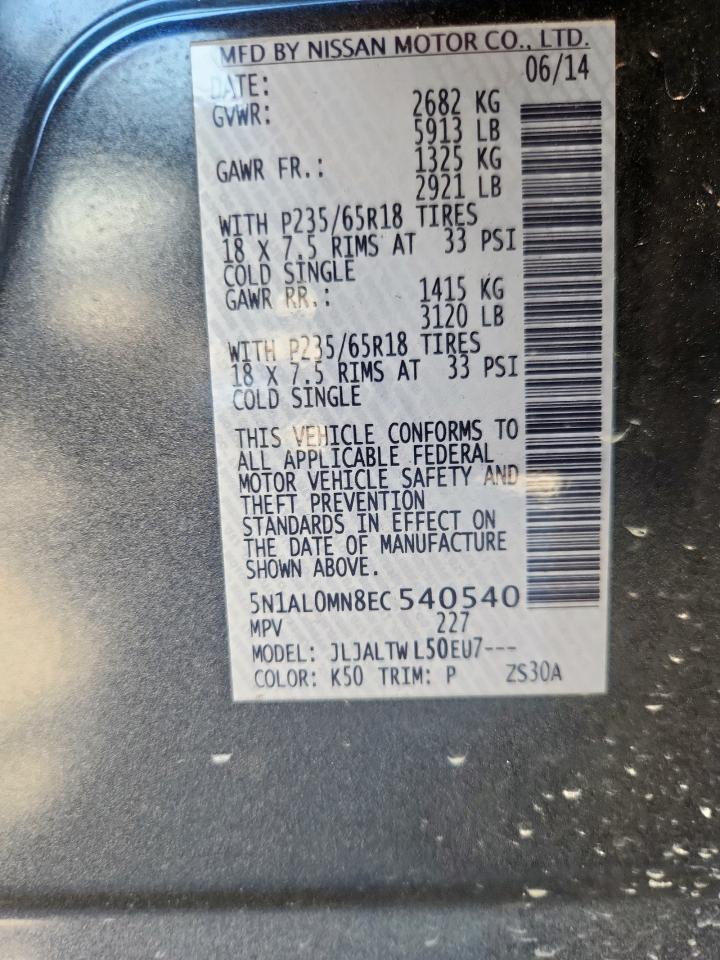 MFD BY NISSAN MOTOR CO., LTD.
DATE: 06/14
GVWR: 2682 KG
5913 LB
GAWR FR.: 1325 KG
2921 LB
WITH P235/65R18 TIRES
18 X 7.5 RIMS AT 33 PSI
COLD SINGLE
GAWR RR.: 1415 KG
3120 LB
WITH P235/65R18 TIRES
18 X 7.5 RIMS AT 33 PSI
COLD SINGLE
THIS VEHICLE CONFORMS TO
ALL APPLICABLE FEDERAL
MOTOR VEHICLE SAFETY AND
THEFT PREVENTION
STANDARDS IN EFFECT ON
THE DATE OF MANUFACTURE
SHOWN ABOVE.
5N1AL0MN8EC 540540
MPV 227
MODEL: JLJALTW L50EU7---
COLOR: K50 TRIM: P ZS30A